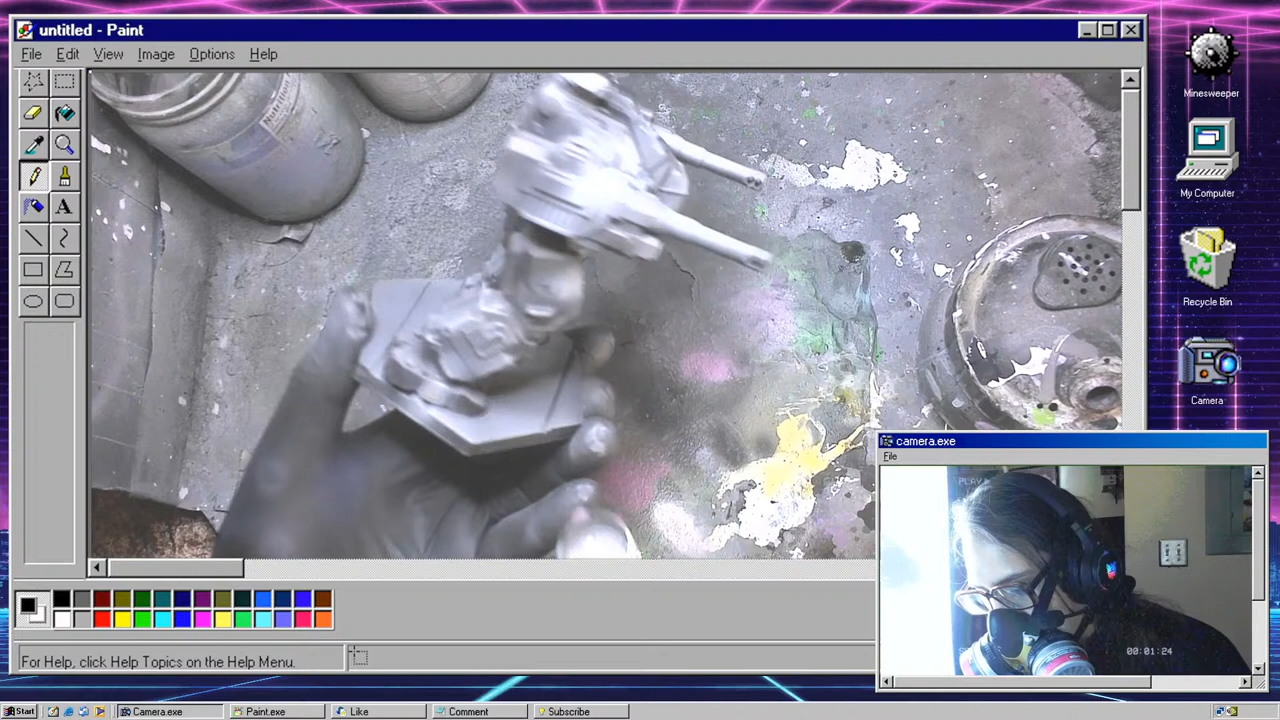 untitled - Paint
File Edit View Image Options Help
Minesweeper
My Computer
Recycle Bin
Camera
camera.exe
File
PLAY
00:01:24
For Help, click Help Topics on the Help Menu.
Start Camera.exe Paint.exe Like Comment Subscribe